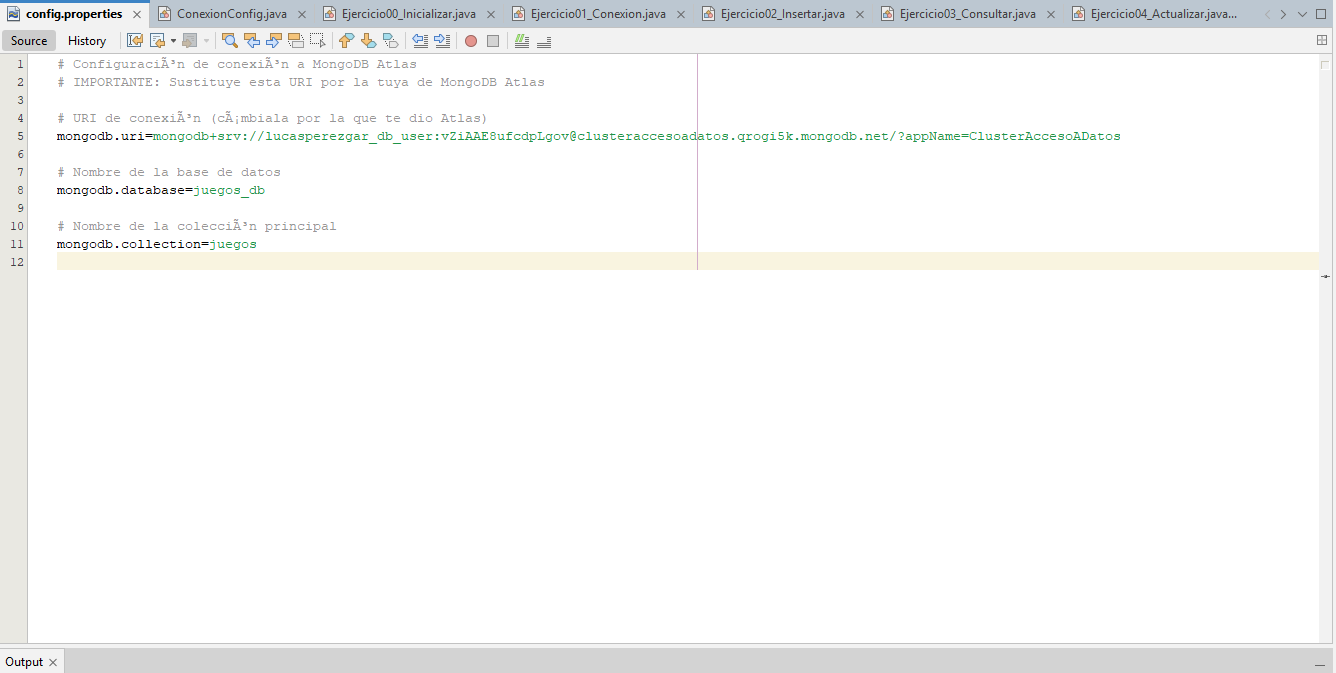 config.properties ConexionConfig.java Ejercicio00_Inicializar.java Ejercicio01_Conexion.java Ejercicio02_Insertar.java Ejercicio03_Consultar.java Ejercicio04_Actualizar.java...
Source History
1 # ConfiguraciÃ³n de conexiÃ³n a MongoDB Atlas
2 # IMPORTANTE: Sustituye esta URI por la tuya de MongoDB Atlas
3
4 # URI de conexiÃ³n (cÃ¡mbiala por la que te dio Atlas)
5 mongodb.uri=mongodb+srv://lucasperezgar_db_user:vZiAAE8ufcdpLgov@clusteraccesoadatos.qrogi5k.mongodb.net/?appName=ClusterAccesoADatos
6
7 # Nombre de la base de datos
8 mongodb.database=juegos_db
9
10 # Nombre de la colecciÃ³n principal
11 mongodb.collection=juegos
12
Output